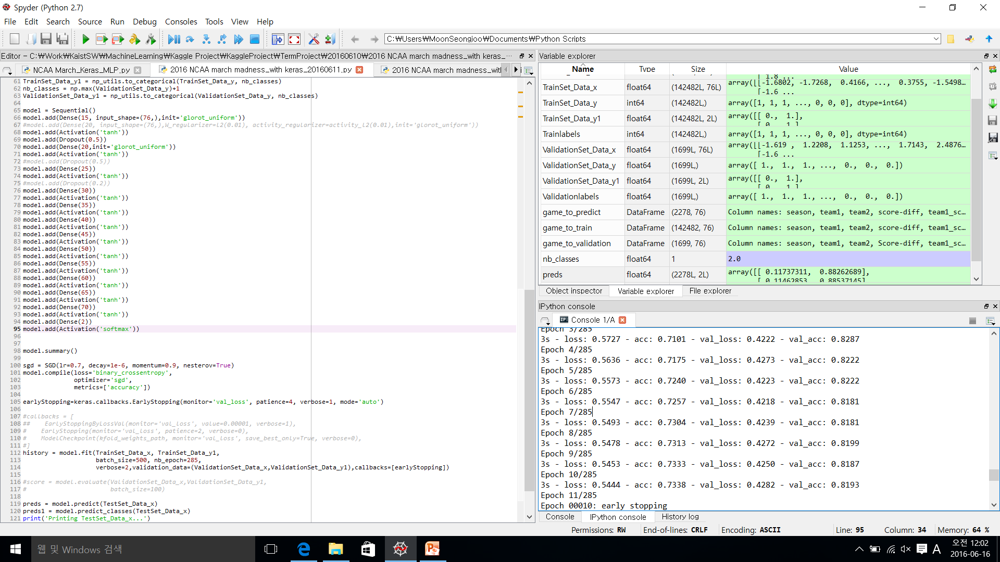 Spyder (Python 2.7)
File Edit Search Source Run Debug Consoles Tools View Help
C:₩Users₩MoonSeongjoo₩Documents₩Python Scripts
Editor - C:₩Work₩KaistSW₩MachineLearning₩Kaggle Project₩KaggleProject₩TermProject₩20160610₩2016 NCAA march madness_with keras_...
NCAA March_Keras_MLP.py
2016 NCAA march madness_with keras_20160611.py
2016 NCAA march madness_wit
61 TrainSet_Data_y1 = np_utils.to_categorical(TrainSet_Data_y, nb_classes)
62 nb_classes = np.max(ValidationSet_Data_y)+1
63 ValidationSet_Data_y1 = np_utils.to_categorical(ValidationSet_Data_y, nb_classes)
64
65 model = Sequential()
66 model.add(Dense(15, input_shape=(76,),init='glorot_uniform'))
67 #model.add(Dense(20, input_shape=(76,),W_regularizer=l2(0.01), activity_regularizer=activity_l2(0.01),init='glorot_uniform'))
68 model.add(Activation('tanh'))
69 model.add(Dropout(0.5))
70 model.add(Dense(20,init='glorot_uniform'))
71 model.add(Activation('tanh'))
72 #model.add(Dropout(0.5))
73 model.add(Dense(25))
74 model.add(Activation('tanh'))
75 #model.add(Dropout(0.2))
76 model.add(Dense(30))
77 model.add(Activation('tanh'))
78 model.add(Dense(35))
79 model.add(Activation('tanh'))
80 model.add(Dense(40))
81 model.add(Activation('tanh'))
82 model.add(Dense(45))
83 model.add(Activation('tanh'))
84 model.add(Dense(50))
85 model.add(Activation('tanh'))
86 model.add(Dense(55))
87 model.add(Activation('tanh'))
88 model.add(Dense(60))
89 model.add(Activation('tanh'))
90 model.add(Dense(65))
91 model.add(Activation('tanh'))
92 model.add(Dense(70))
93 model.add(Activation('tanh'))
94 model.add(Dense(2))
95 model.add(Activation('softmax'))
96
97
98 model.summary()
99
100 sgd = SGD(lr=0.7, decay=1e-6, momentum=0.9, nesterov=True)
101 model.compile(loss='binary_crossentropy',
102 optimizer='sgd',
103 metrics=['accuracy'])
104
105 earlyStopping=keras.callbacks.EarlyStopping(monitor='val_loss', patience=4, verbose=1, mode='auto')
106
107 #callbacks = [
108 ## EarlyStoppingByLossVal(monitor='val_loss', value=0.00001, verbose=1),
109 # EarlyStopping(monitor='val_loss', patience=2, verbose=0),
110 # ModelCheckpoint(kfold_weights_path, monitor='val_loss', save_best_only=True, verbose=0),
111 #]
112 history = model.fit(TrainSet_Data_x, TrainSet_Data_y1,
113 batch_size=500, nb_epoch=285,
114 verbose=2,validation_data=(ValidationSet_Data_x,ValidationSet_Data_y1),callbacks=[earlyStopping])
115
116 #score = model.evaluate(ValidationSet_Data_x,ValidationSet_Data_y1,
117 # batch_size=100)
118
119 preds = model.predict(TestSet_Data_x)
120 preds1 = model.predict_classes(TestSet_Data_x)
121 print('Printing TestSet_Data_x...')
Variable explorer
Name Type Size Value
[ 1.8 ...
TrainSet_Data_x float64 (142482L, 76L) array([[-1.6802, -1.7268, 0.4166, ..., 0.3755, -1.5498...
[-1.6 ...
TrainSet_Data_y int64 (142482L,) array([1, 1, 1, ..., 0, 0, 0], dtype=int64)
TrainSet_Data_y1 float64 (142482L, 2L) array([[ 0., 1.],
[ 0., 1.]
Trainlabels int64 (142482L,) array([1, 1, 1, ..., 0, 0, 0], dtype=int64)
ValidationSet_Data_x float64 (1699L, 76L) array([[-1.619 , 1.2208, 1.1253, ..., 1.7143, 2.4876...
[-1.6 ...
ValidationSet_Data_y float64 (1699L,) array([ 1., 1., 1., ..., 0., 0., 0.])
ValidationSet_Data_y1 float64 (1699L, 2L) array([[ 0., 1.],
[ 0., 1.]
Validationlabels float64 (1699L,) array([ 1., 1., 1., ..., 0., 0., 0.])
game_to_predict DataFrame (2278, 76) Column names: season, team1, team2, score-diff, team1_sc...
game_to_train DataFrame (142482, 76) Column names: season, team1, team2, score-diff, team1_sc...
game_to_validation DataFrame (1699, 76) Column names: season, team1, team2, Score-diff, team1_sc...
nb_classes float64 1 2.0
preds float64 (2278L, 2L) array([[ 0.11737311, 0.88262689],
[ 0.11462853, 0.88537145]
Object inspector Variable explorer File explorer
IPython console
Console 1/A
Epoch 3/285
3s - loss: 0.5727 - acc: 0.7101 - val_loss: 0.4222 - val_acc: 0.8287
Epoch 4/285
3s - loss: 0.5636 - acc: 0.7175 - val_loss: 0.4273 - val_acc: 0.8222
Epoch 5/285
3s - loss: 0.5573 - acc: 0.7240 - val_loss: 0.4223 - val_acc: 0.8222
Epoch 6/285
3s - loss: 0.5547 - acc: 0.7257 - val_loss: 0.4218 - val_acc: 0.8181
Epoch 7/285
3s - loss: 0.5493 - acc: 0.7304 - val_loss: 0.4239 - val_acc: 0.8181
Epoch 8/285
3s - loss: 0.5478 - acc: 0.7313 - val_loss: 0.4272 - val_acc: 0.8199
Epoch 9/285
3s - loss: 0.5453 - acc: 0.7333 - val_loss: 0.4250 - val_acc: 0.8187
Epoch 10/285
3s - loss: 0.5444 - acc: 0.7338 - val_loss: 0.4282 - val_acc: 0.8193
Epoch 11/285
Epoch 00010: early stopping
Console IPython console History log
Permissions: RW End-of-lines: CRLF Encoding: ASCII Line: 95 Column: 34 Memory: 64 %
웹 및 Windows 검색
A
오전 12:02
2016-06-16